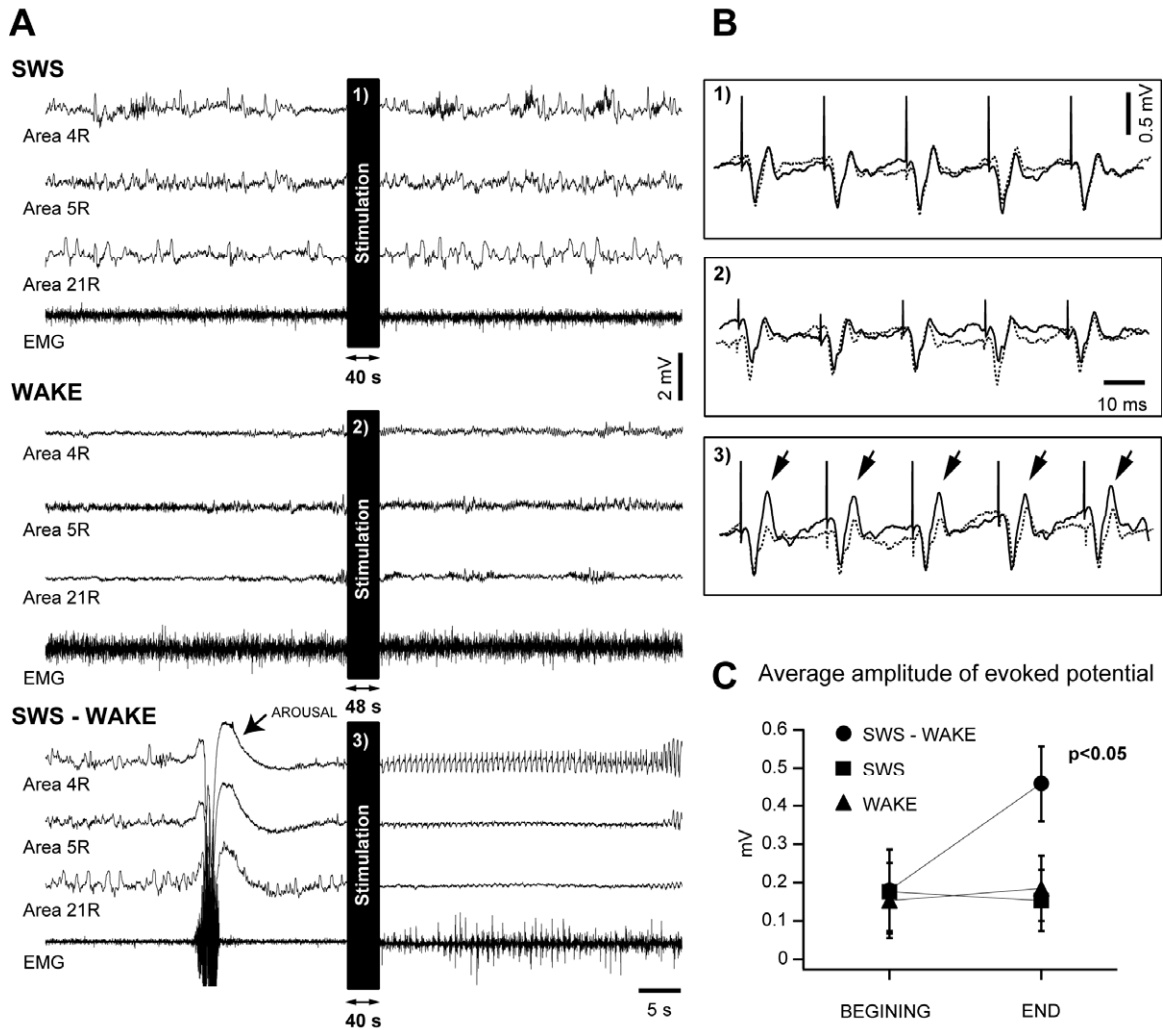 A
SWS
Area 4R
Area 5R
Area 21R
EMG
1)
Stimulation
40 s
2 mV
WAKE
Area 4R
Area 5R
Area 21R
EMG
2)
Stimulation
48 s
SWS - WAKE
AROUSAL
Area 4R
Area 5R
Area 21R
EMG
3)
Stimulation
40 s
5 s
B
1)
0.5 mV
2)
10 ms
3)
C Average amplitude of evoked potential
0.6
0.5
0.4
0.3
0.2
0.1
0
mV
SWS - WAKE
SWS
WAKE
p<0.05
BEGINING
END